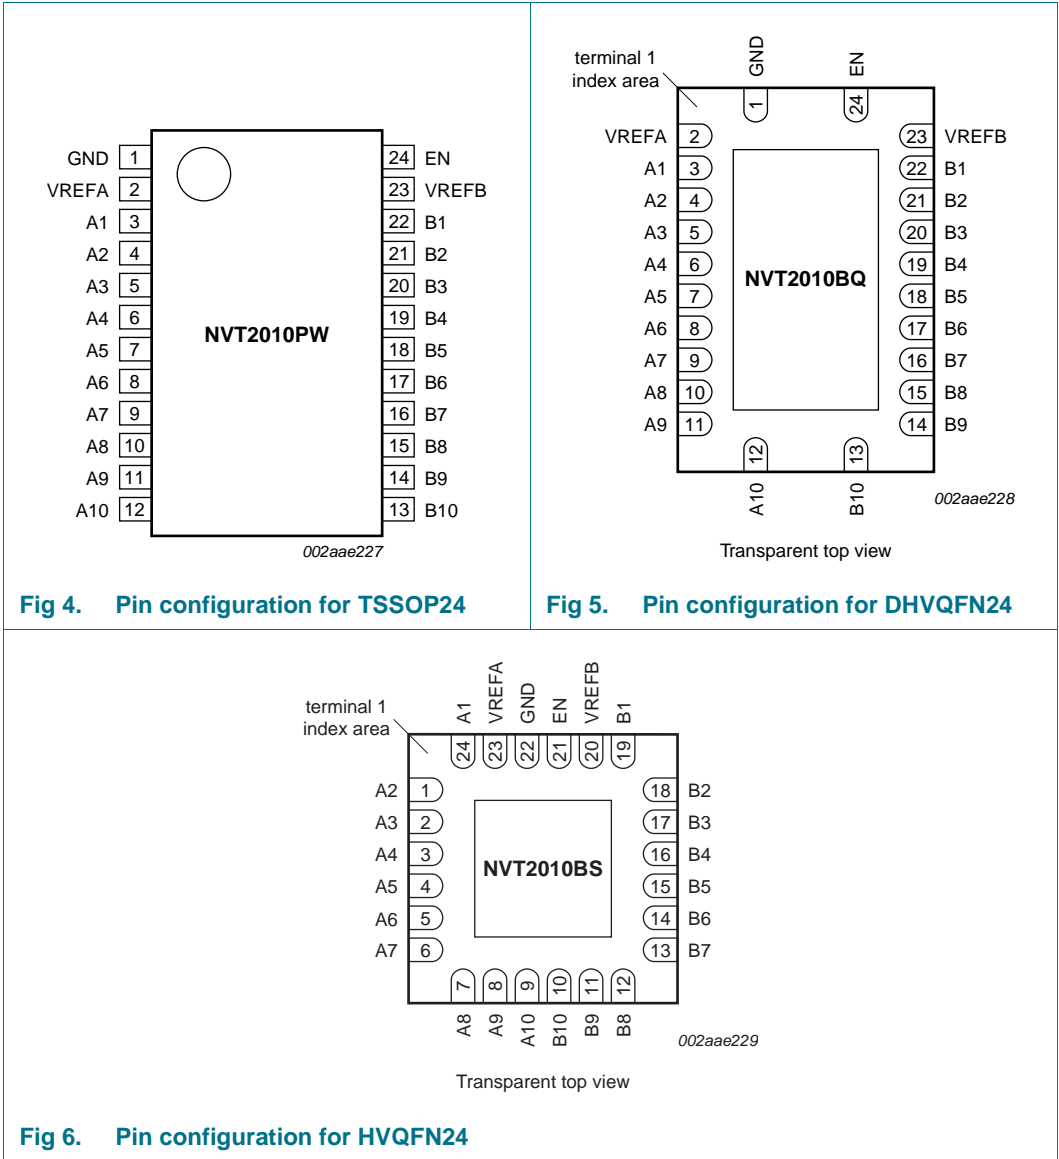 GND 1
VREFA 2
A1 3
A2 4
A3 5
A4 6
A5 7
A6 8
A7 9
A8 10
A9 11
A10 12
NVT2010PW
24 EN
23 VREFB
22 B1
21 B2
20 B3
19 B4
18 B5
17 B6
16 B7
15 B8
14 B9
13 B10
002aae227
Fig 4. Pin configuration for TSSOP24
terminal 1
index area
GND
EN
1
24
VREFA 2
A1 3
A2 4
A3 5
A4 6
A5 7
A6 8
A7 9
A8 10
A9 11
NVT2010BQ
23 VREFB
22 B1
21 B2
20 B3
19 B4
18 B5
17 B6
16 B7
15 B8
14 B9
12
13
A10
B10
002aae228
Transparent top view
Fig 5. Pin configuration for DHVQFN24
terminal 1
index area
A1
VREFA
GND
EN
VREFB
B1
24
23
22
21
20
19
A2 1
A3 2
A4 3
A5 4
A6 5
A7 6
NVT2010BS
18 B2
17 B3
16 B4
15 B5
14 B6
13 B7
7
8
9
10
11
12
A8
A9
A10
B10
B9
B8
002aae229
Transparent top view
Fig 6. Pin configuration for HVQFN24